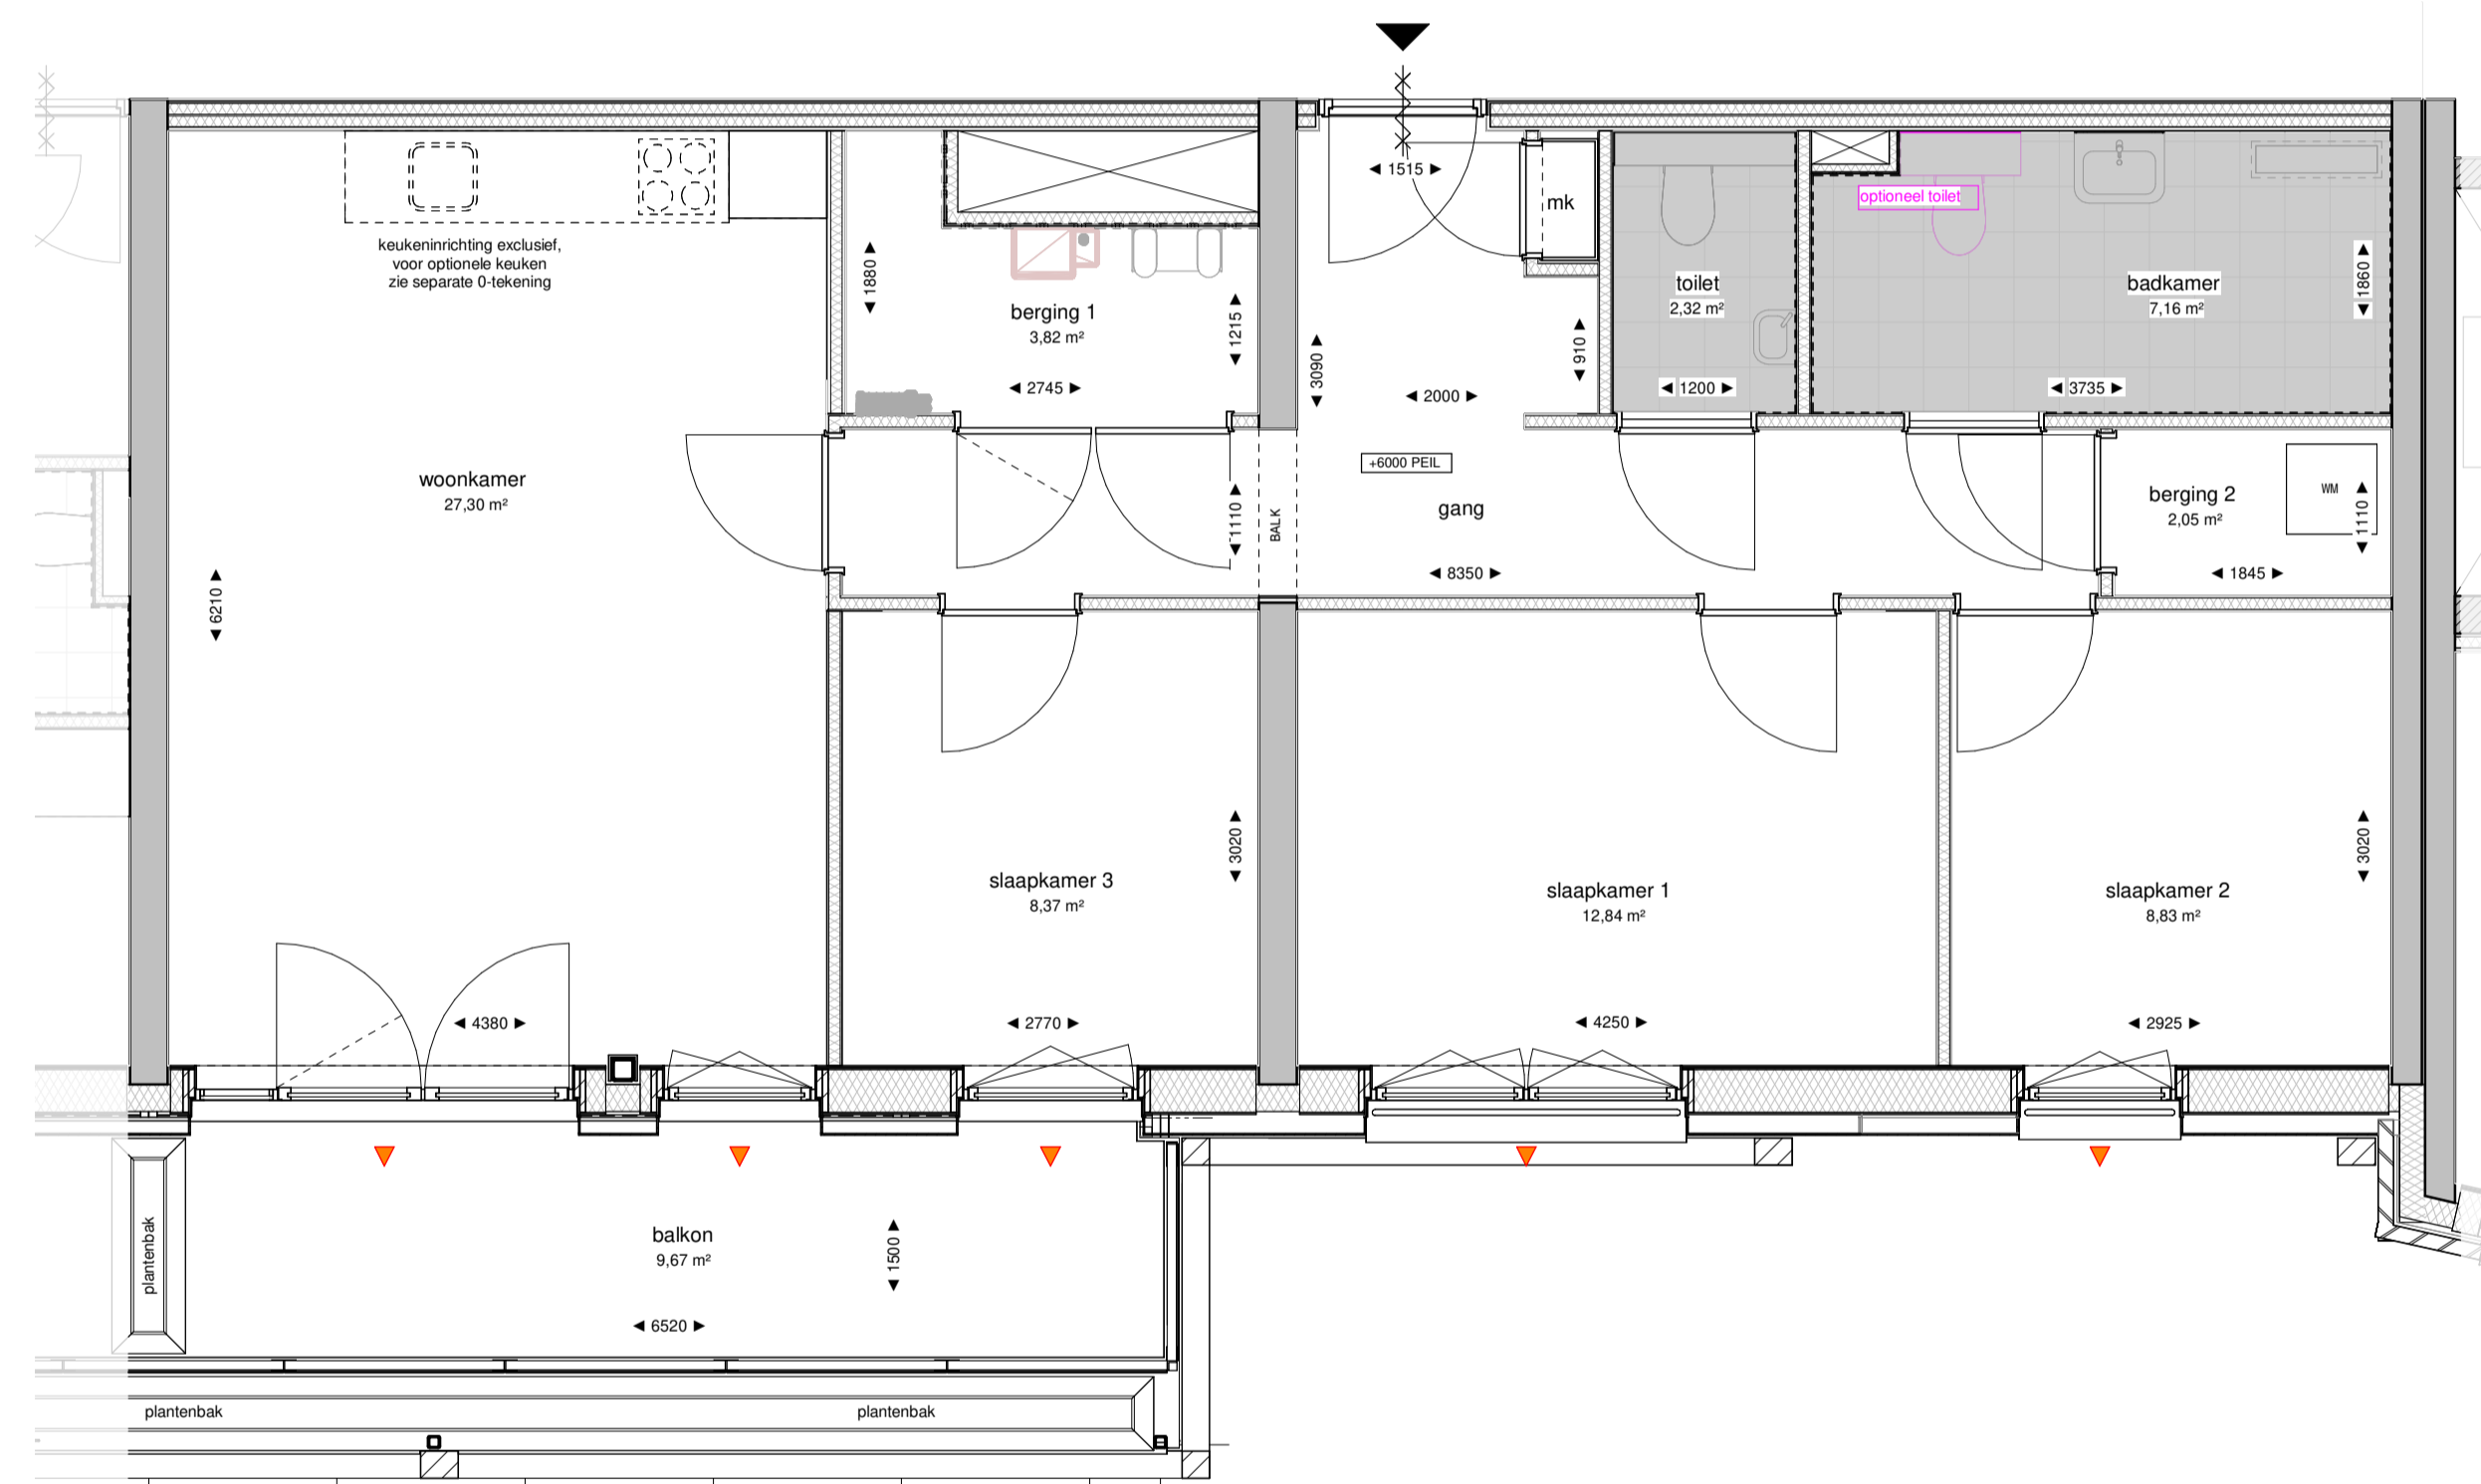 1515
mk
optioneel toilet
keukeninrichting exclusief,
voor optionele keuken
zie separate 0-tekening
1880
berging 1
3,82 m²
1215
2745
3090
910
2000
toilet
2,32 m²
1200
badkamer
7,16 m²
1860
3735
woonkamer
27,30 m²
6210
1110
BALK
+6000 PEIL
gang
8350
berging 2
2,05 m²
WM
1110
1845
slaapkamer 3
8,37 m²
3020
slaapkamer 1
12,84 m²
slaapkamer 2
8,83 m²
3020
4380
2770
4250
2925
plantenbak
balkon
9,67 m²
1500
6520
plantenbak
plantenbak